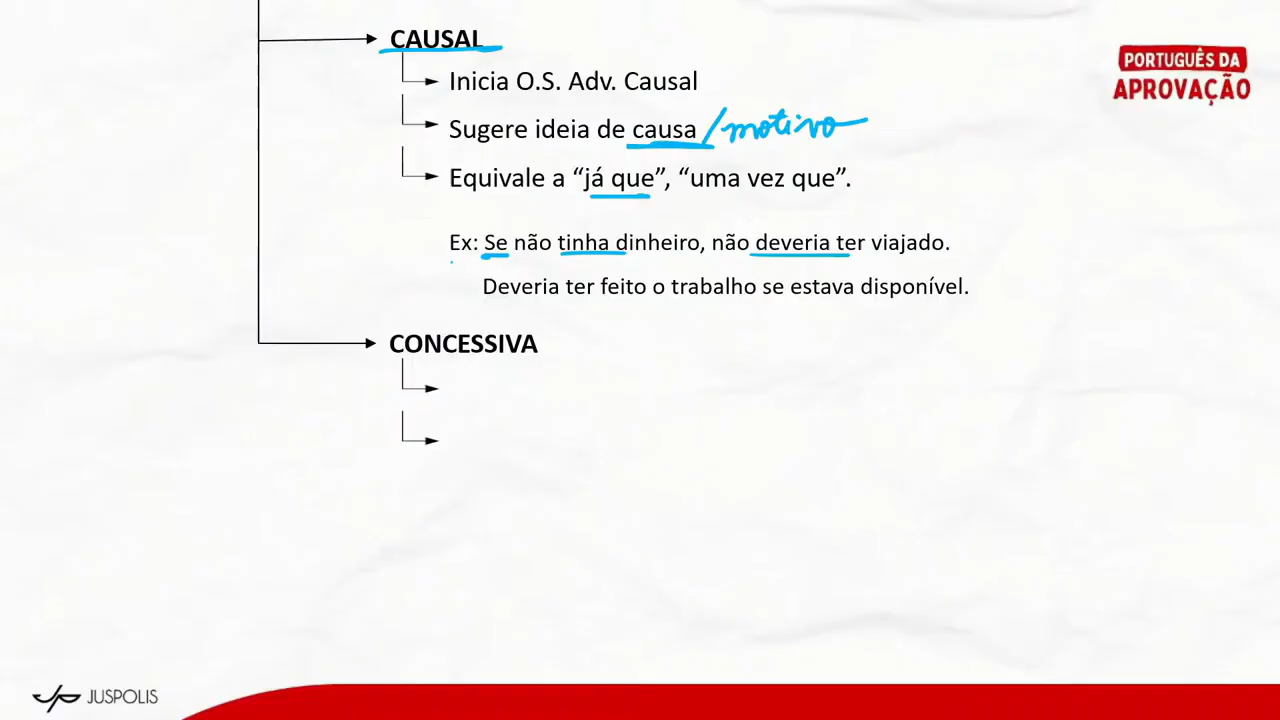 CAUSAL
PORTUGUÊS DA
APROVAÇÃO
Inicia O.S. Adv. Causal
Sugere ideia de causa /motivo
Equivale a “já que”, “uma vez que”.
Ex: Se não tinha dinheiro, não deveria ter viajado.
Deveria ter feito o trabalho se estava disponível.
CONCESSIVA
JUSPOLIS